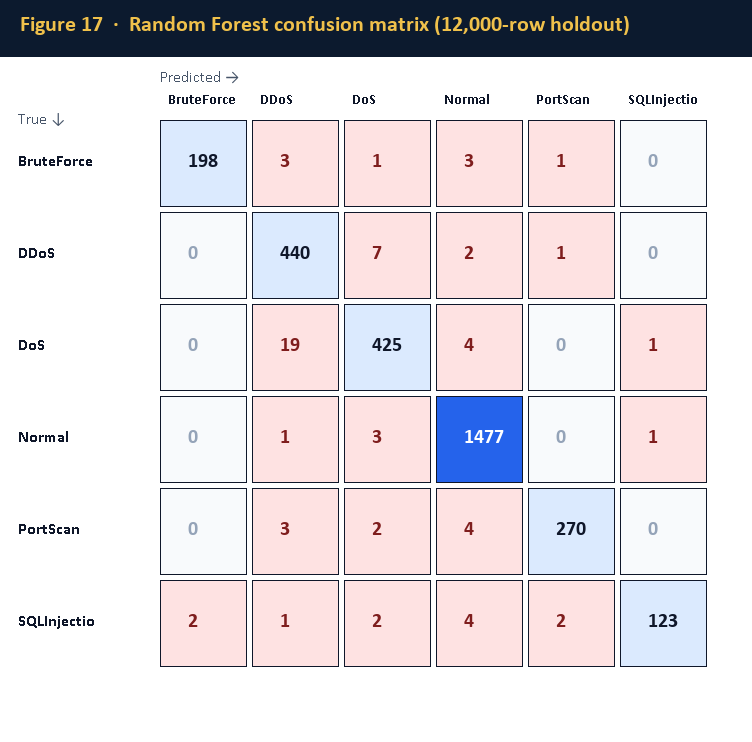 Figure 17 · Random Forest confusion matrix (12,000-row holdout)
Predicted →
BruteForce DDoS DoS Normal PortScan SQLInjectio
True ↓
BruteForce 198 3 1 3 1 0
DDoS 0 440 7 2 1 0
DoS 0 19 425 4 0 1
Normal 0 1 3 1477 0 1
PortScan 0 3 2 4 270 0
SQLInjectio 2 1 2 4 2 123